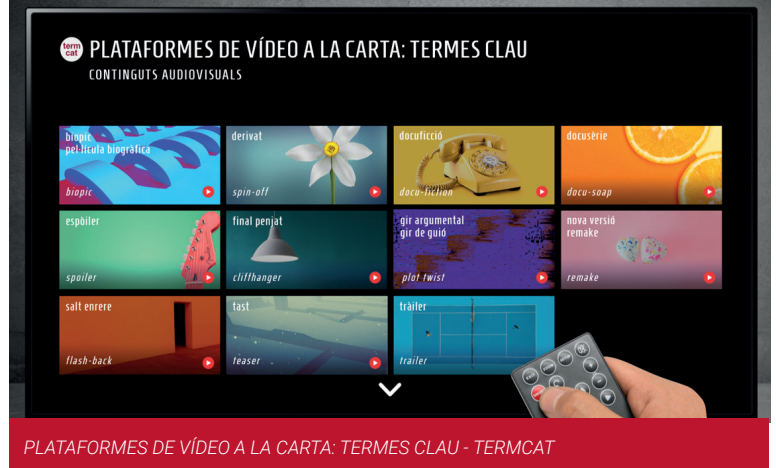 term
cat
PLATAFORMES DE VÍDEO A LA CARTA: TERMES CLAU
CONTINGUTS AUDIOVISUALS
biopic
pel·lícula biogràfica
biopic
derivat
spin-off
docuficció
docu-fiction
docusèrie
docu-soap
espòiler
spoiler
final penjat
cliffhanger
gir argumental
gir de guió
plot twist
nova versió
remake
remake
salt enrere
flash-back
tast
teaser
tràiler
trailer
PLATAFORMES DE VÍDEO A LA CARTA: TERMES CLAU - TERMCAT